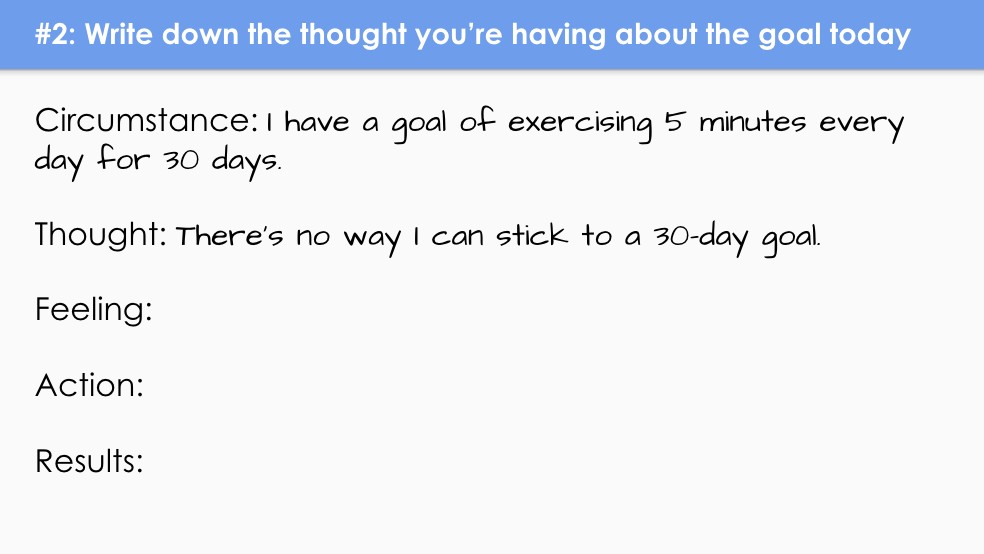 #2: Write down the thought you’re having about the goal today
Circumstance: I have a goal of exercising 5 minutes every
day for 30 days.
Thought: There's no way I can stick to a 30-day goal.
Feeling:
Action:
Results: